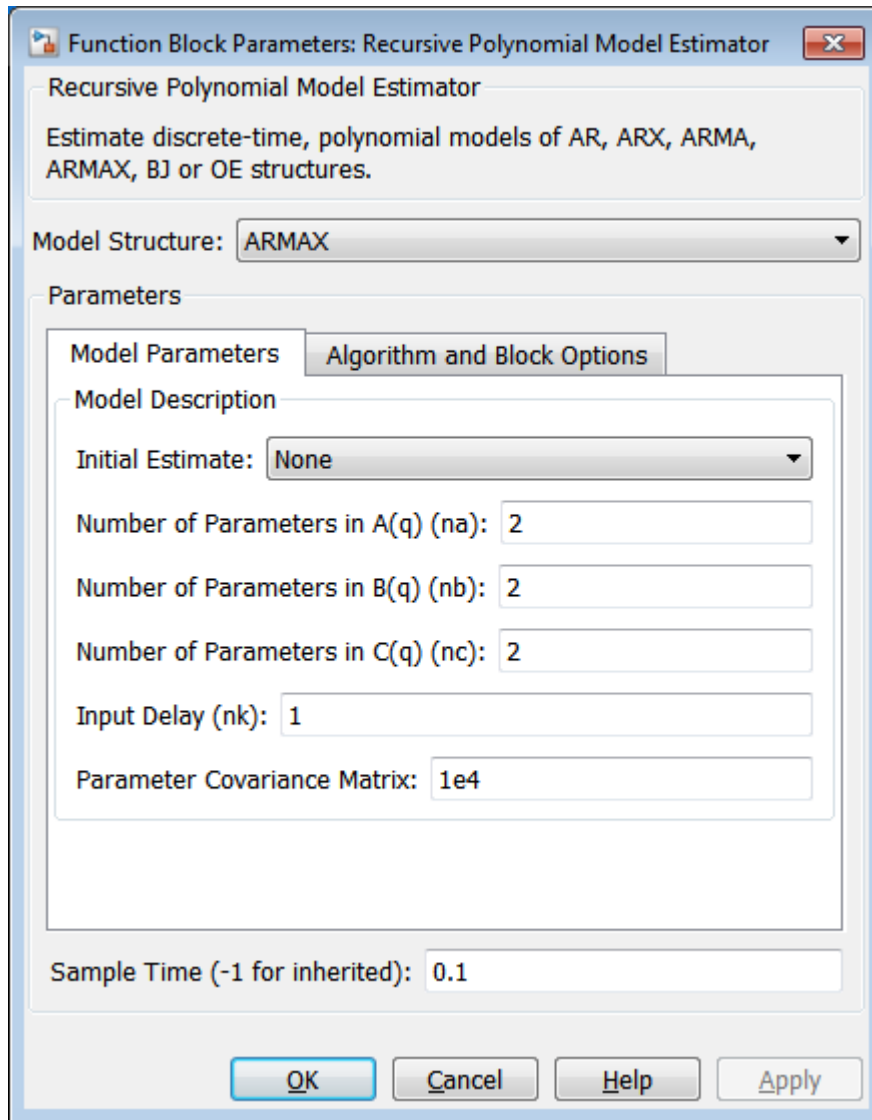 Function Block Parameters: Recursive Polynomial Model Estimator
Recursive Polynomial Model Estimator
Estimate discrete-time, polynomial models of AR, ARX, ARMA,
ARMAX, BJ or OE structures.
Model Structure: ARMAX
Parameters
Model Parameters Algorithm and Block Options
Model Description
Initial Estimate: None
Number of Parameters in A(q) (na): 2
Number of Parameters in B(q) (nb): 2
Number of Parameters in C(q) (nc): 2
Input Delay (nk): 1
Parameter Covariance Matrix: 1e4
Sample Time (-1 for inherited): 0.1
OK Cancel Help Apply